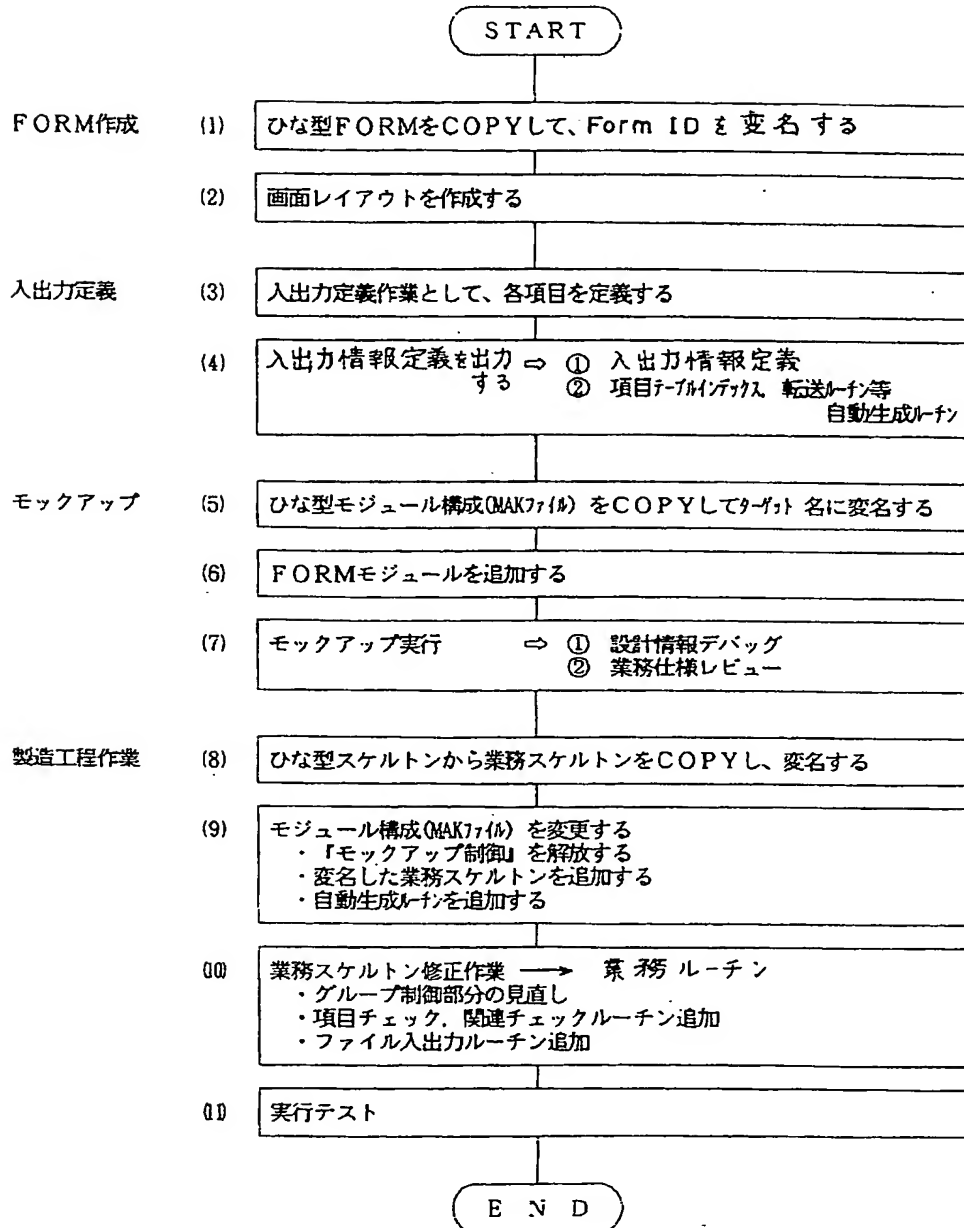 START
FORM作成 (1) ひな型FORMをCOPYして、Form IDを変名する
(2) 画面レイアウトを作成する
入出力定義 (3) 入出力定義作業として、各項目を定義する
(4) 入出力情報定義を出力 ⇨ ① 入出力情報定義
する ② 項目テーブルインデックス, 転送ルーチン等
自動生成ルーチン
モックアップ (5) ひな型モジュール構成(MAKファイル) をCOPYしてターゲット名に変名する
(6) FORMモジュールを追加する
(7) モックアップ実行 ⇨ ① 設計情報デバッグ
② 業務仕様レビュー
製造工程作業 (8) ひな型スケルトンから業務スケルトンをCOPYし、変名する
(9) モジュール構成(MAKファイル) を変更する
・『モックアップ制御』を解放する
・変名した業務スケルトンを追加する
・自動生成ルーチンを追加する
(10) 業務スケルトン修正作業 ⟶ 業務ルーチン
・グループ制御部分の見直し
・項目チェック, 関連チェックルーチン追加
・ファイル入出力ルーチン追加
(11) 実行テスト
END